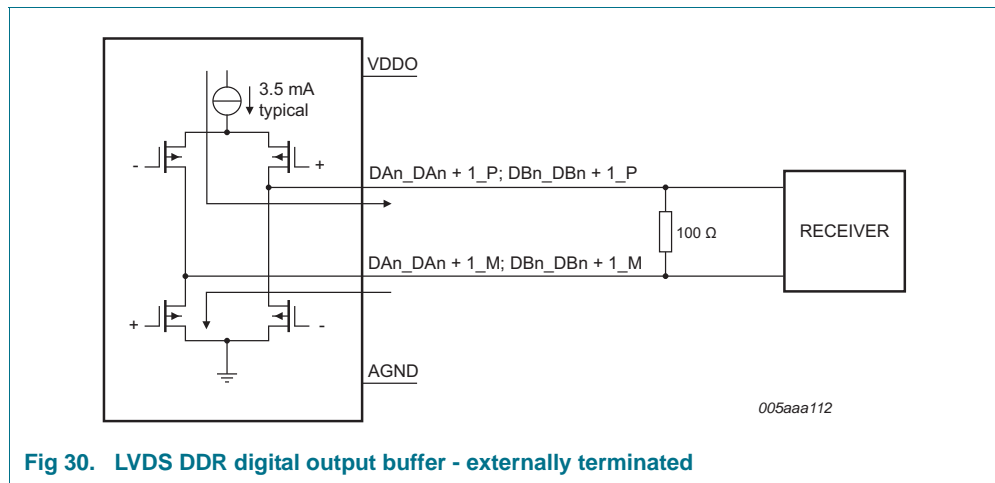 VDDO
3.5 mA
typical
-
+
DAn_DAn + 1_P; DBn_DBn + 1_P
100 Ω
RECEIVER
DAn_DAn + 1_M; DBn_DBn + 1_M
+
-
AGND
005aaa112
Fig 30. LVDS DDR digital output buffer - externally terminated